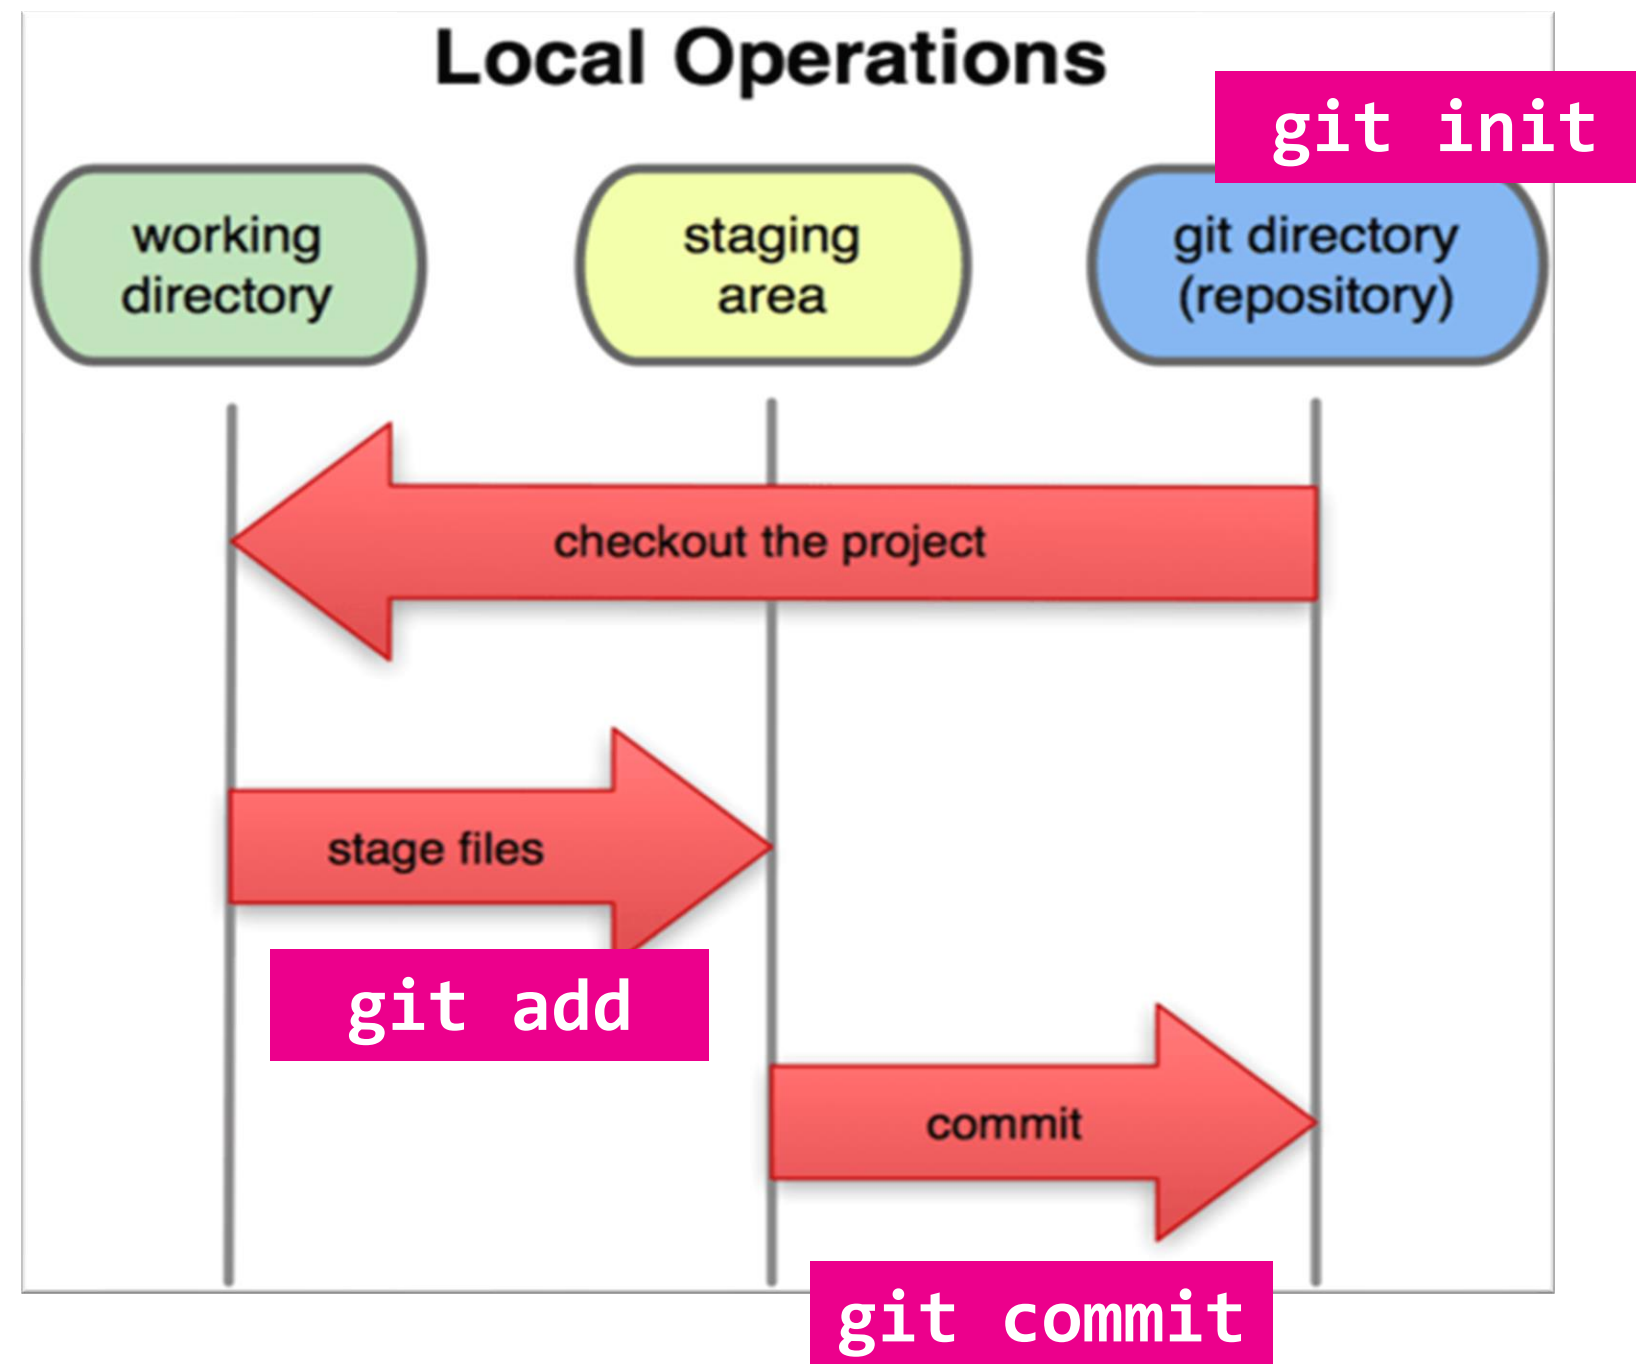 Local Operations
git init
working
directory
staging
area
git directory
(repository)
checkout the project
stage files
git add
commit
git commit